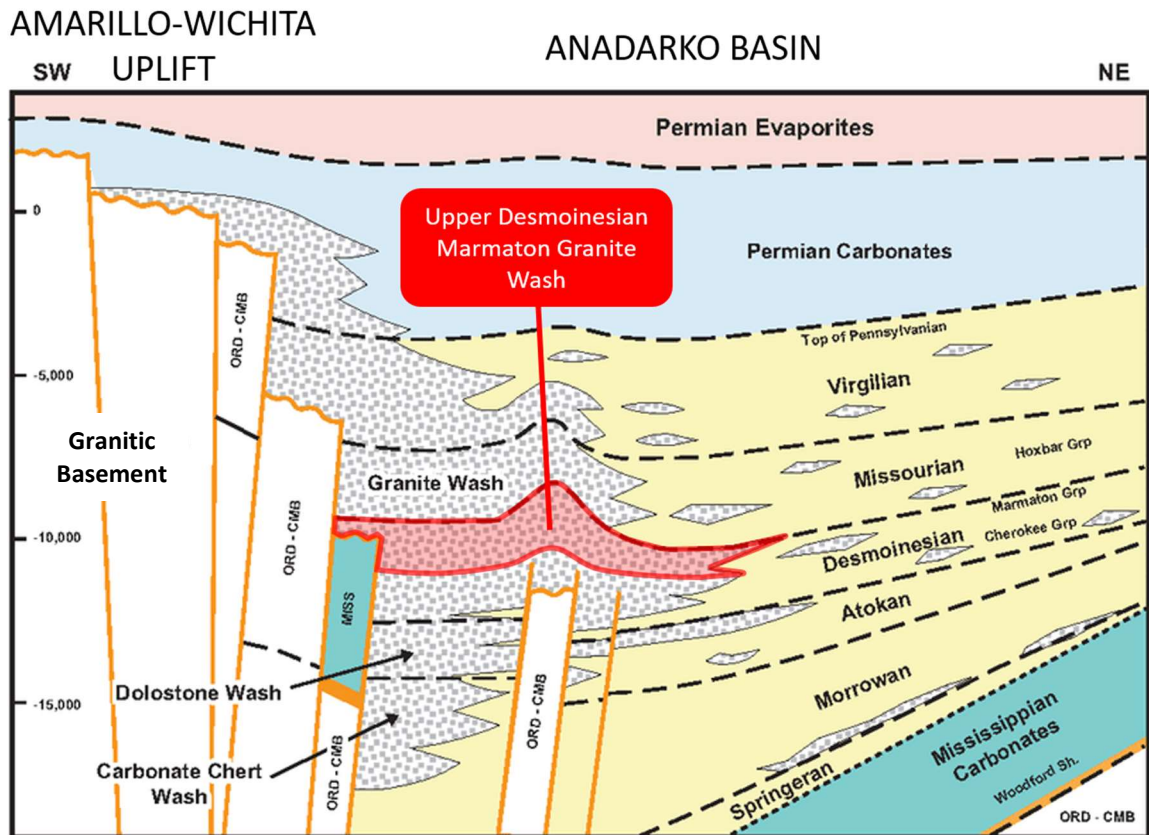 AMARILLO-WICHITA
UPLIFT
ANADARKO BASIN
SW
NE
Permian Evaporites
Upper Desmoinesian
Marmaton Granite
Wash
Permian Carbonates
0
-5,000
-10,000
-15,000
ORD - CMB
Top of Pennsylvanian
Virgilian
Granitic
Basement
Granite Wash
Missourian
Hoxbar Grp
Marmaton Grp
ORD - CMB
Desmoinesian
Cherokee Grp
MISS
Atokan
Dolostone Wash
Morrowan
ORD - CMB
ORD - CMB
Carbonate Chert
Wash
Springeran
Mississippian
Carbonates
Woodford Sh.
ORD - CMB